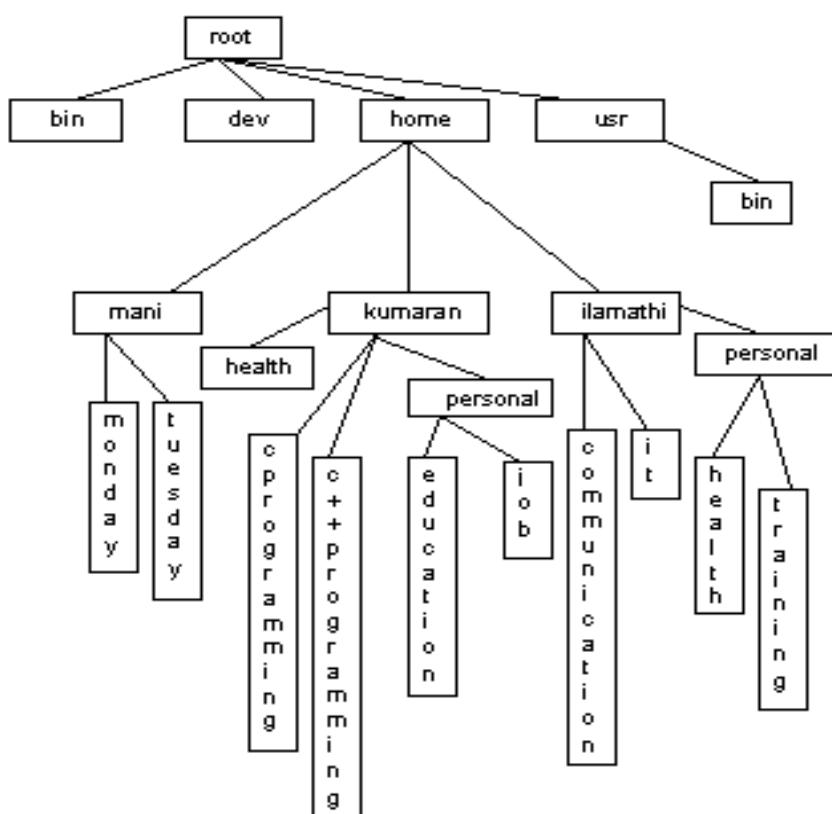 root
bin dev home usr
bin
mani kumaran ilamathi
health personal
personal
monday tuesday cprogramming c++programming education job communication it health training